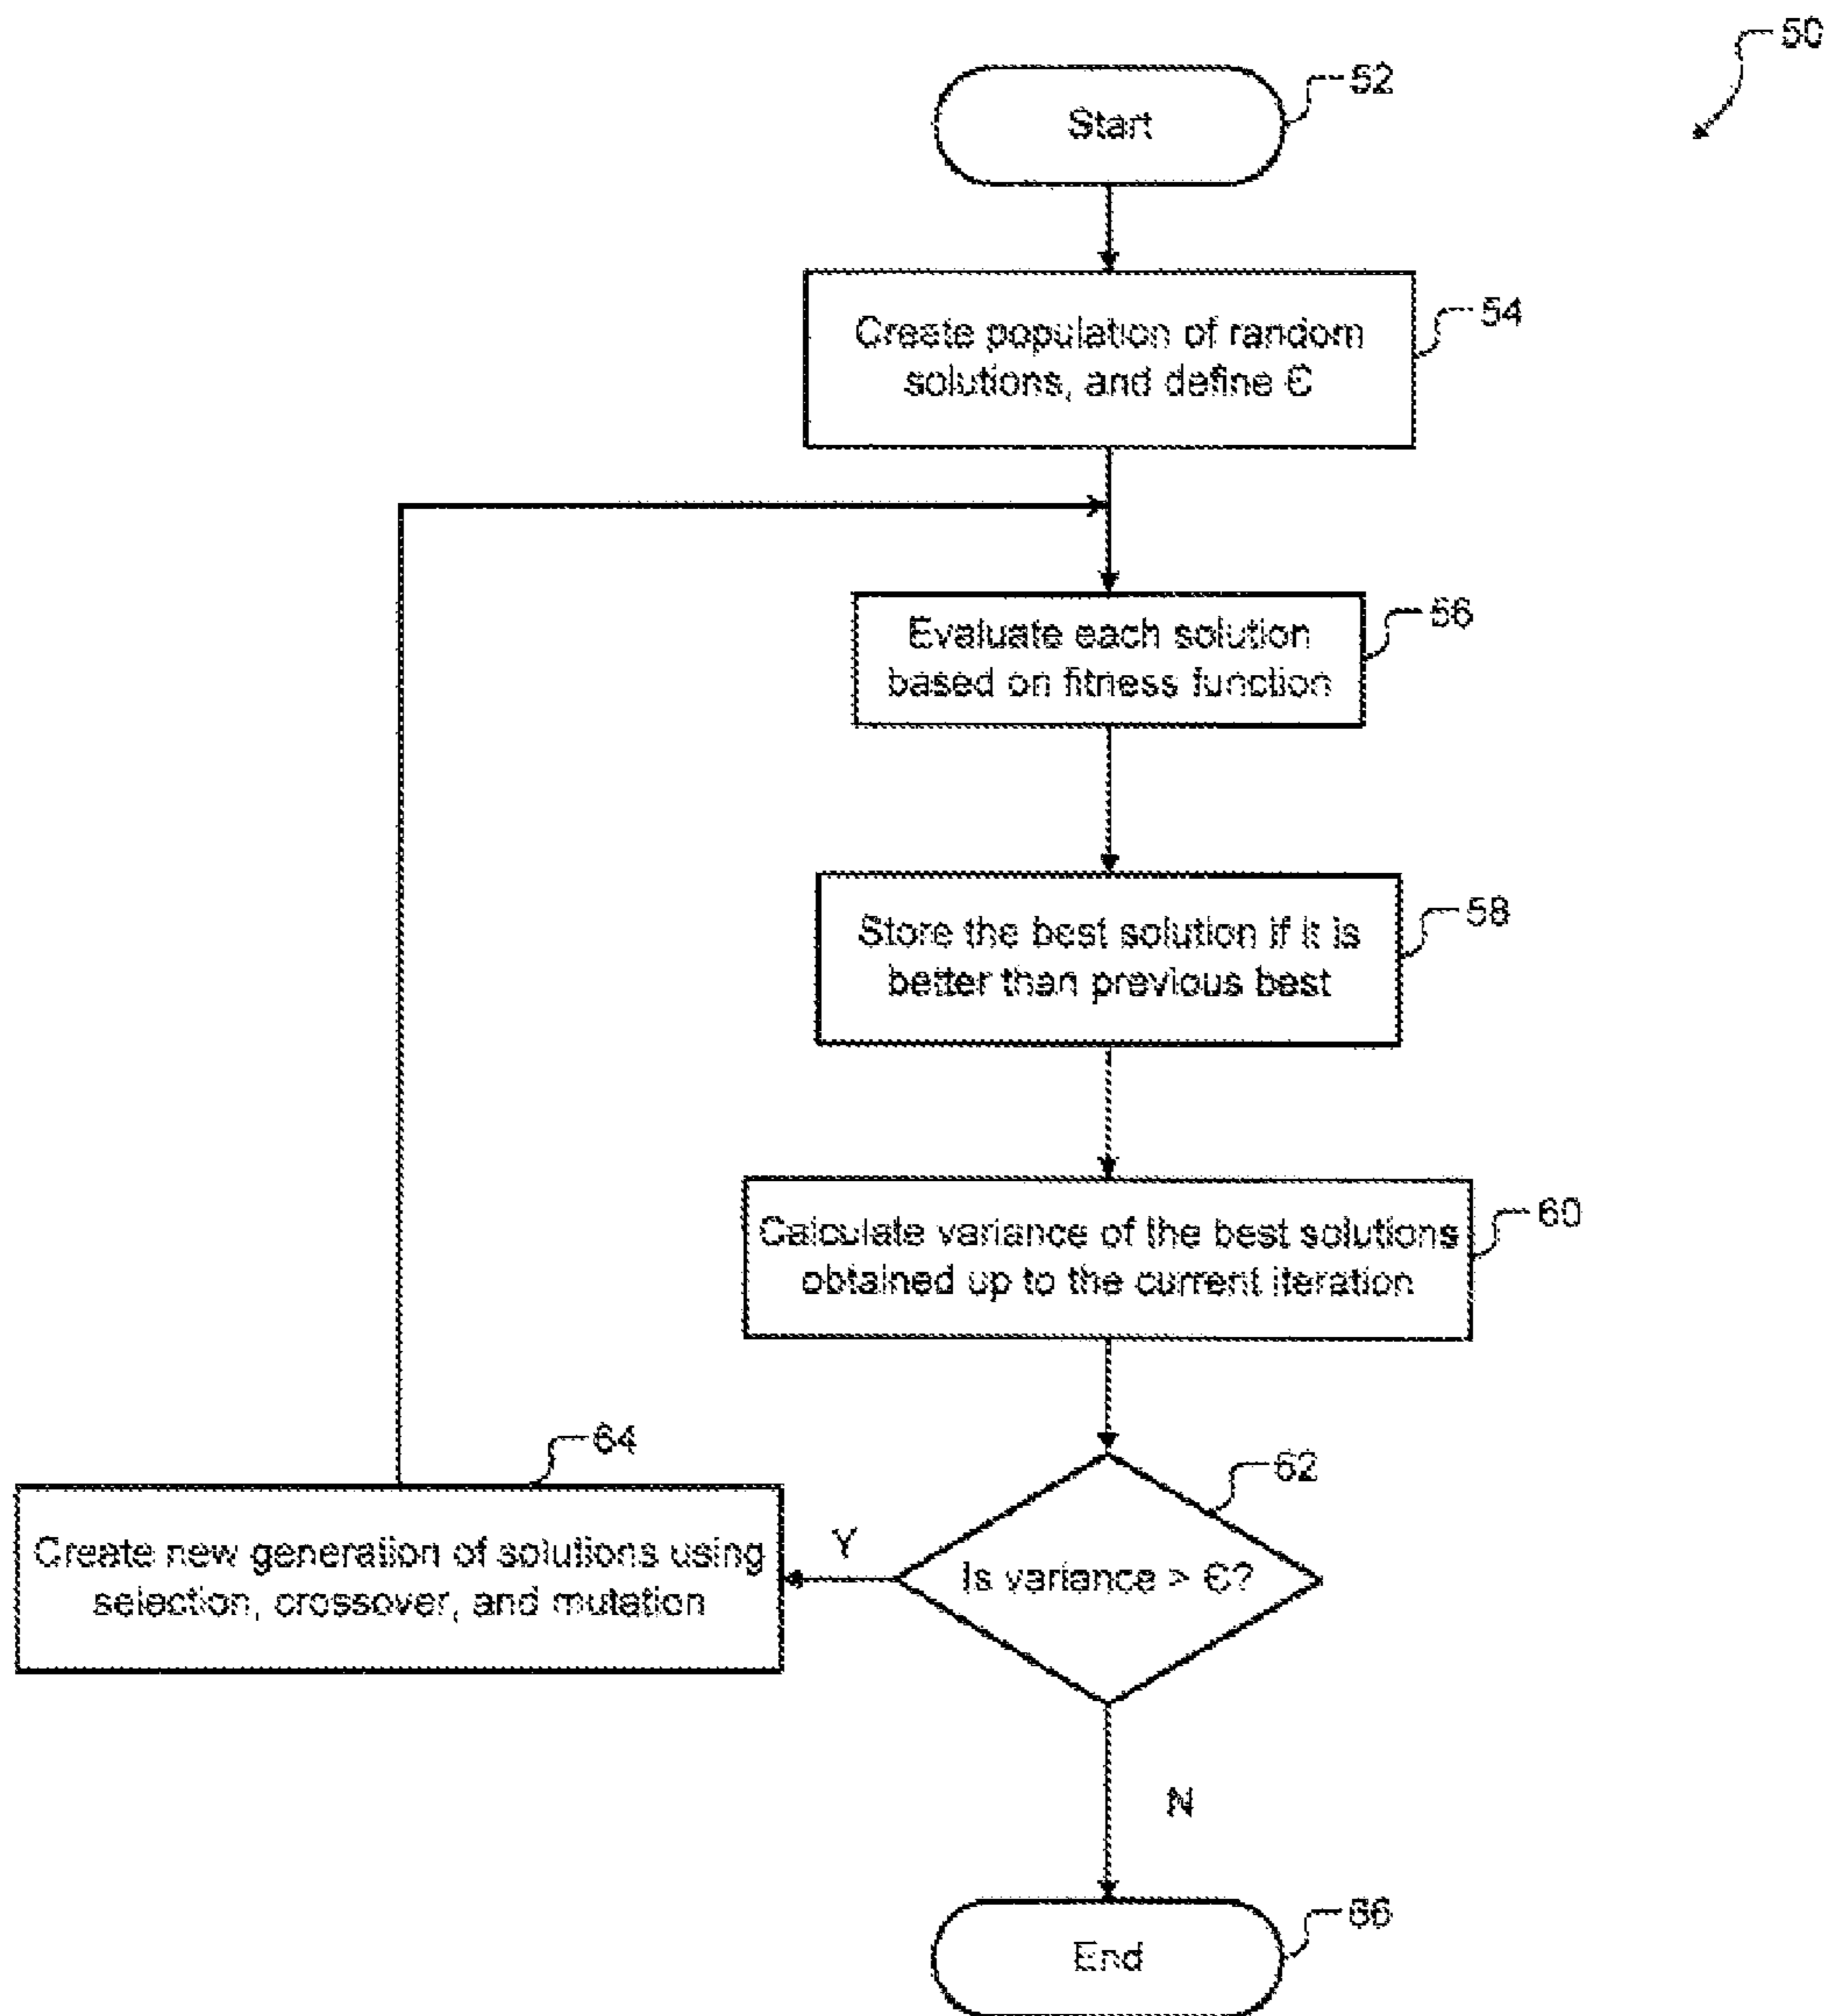 50
Start
52
Create population of random
solutions, and define Є
54
Evaluate each solution
based on fitness function
56
Store the best solution if it is
better than previous best
58
Calculate variance of the best solutions
obtained up to the current iteration
60
64
Create new generation of solutions using
selection, crossover, and mutation
Y
62
Is variance > Є?
N
End
66